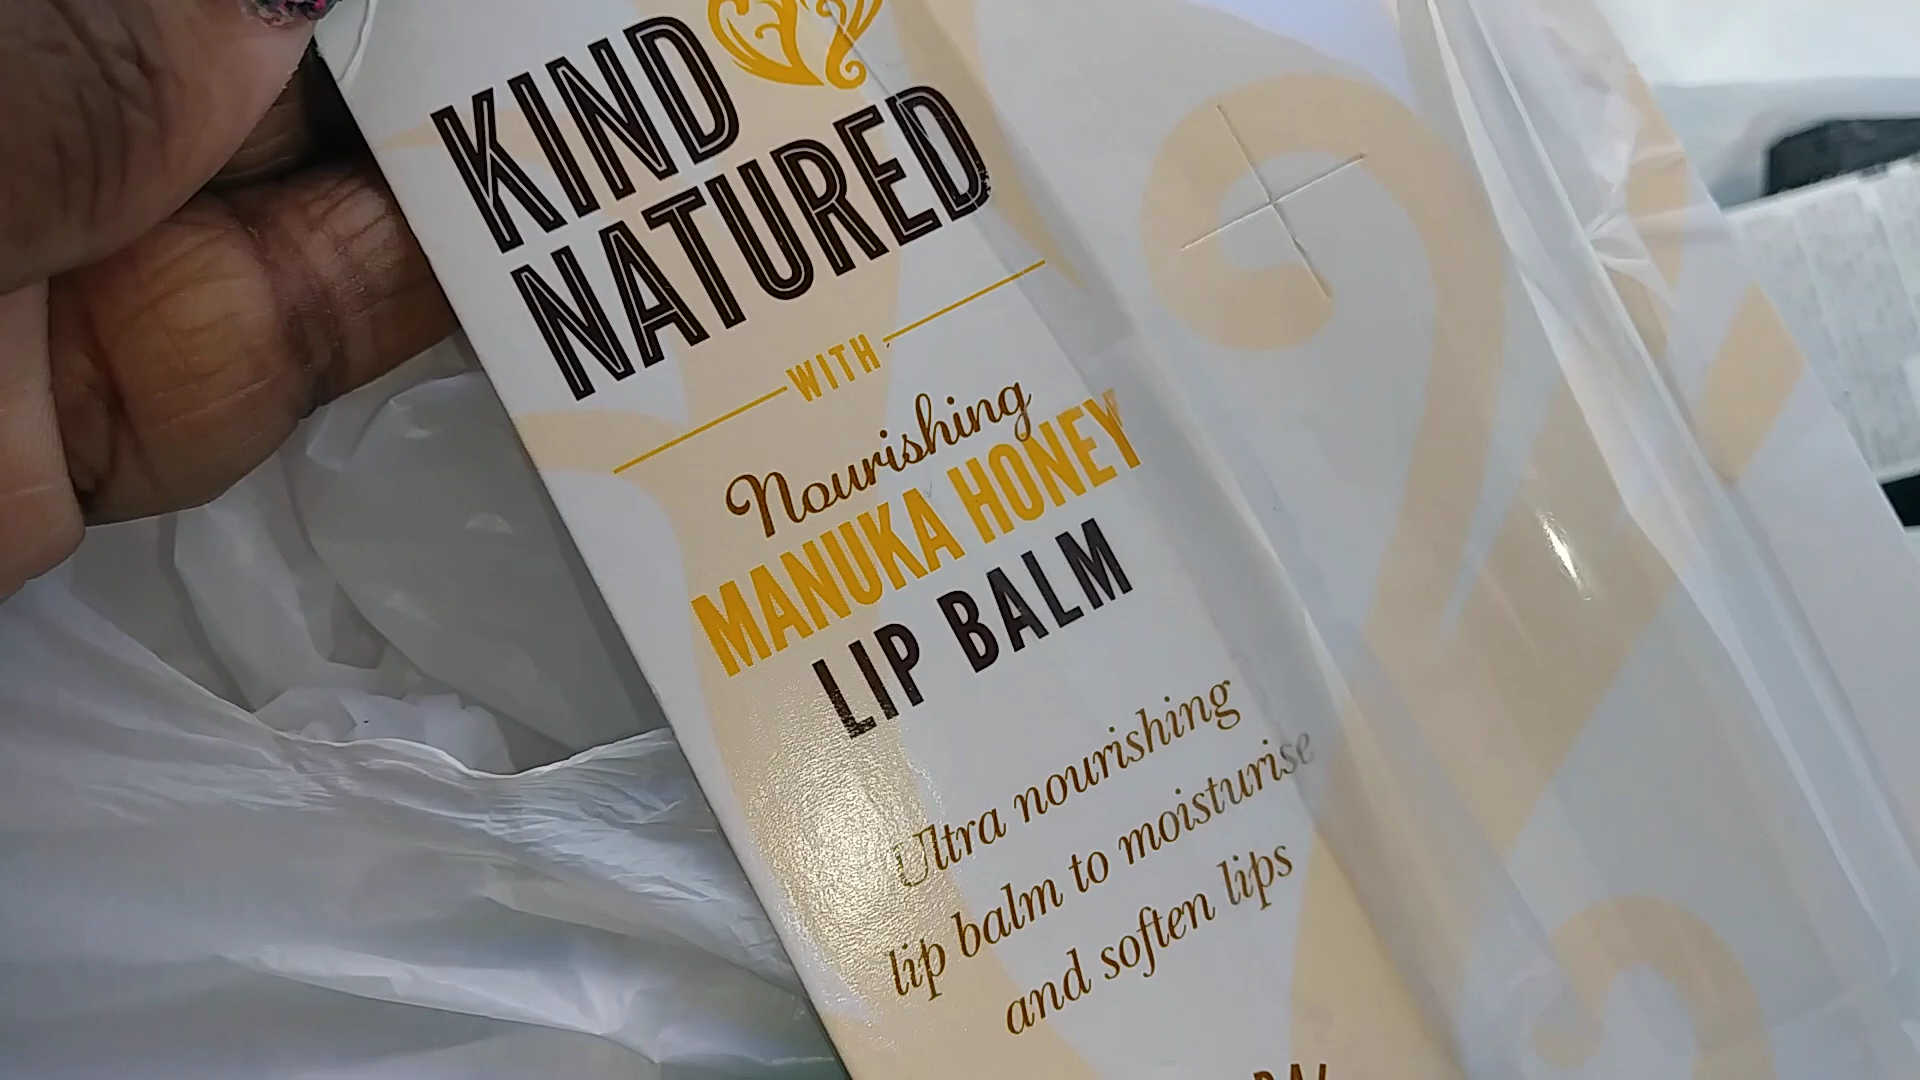 KIND
NATURED
WITH
Nourishing
MANUKA HONEY
LIP BALM
Ultra nourishing
lip balm to moisturise
and soften lips